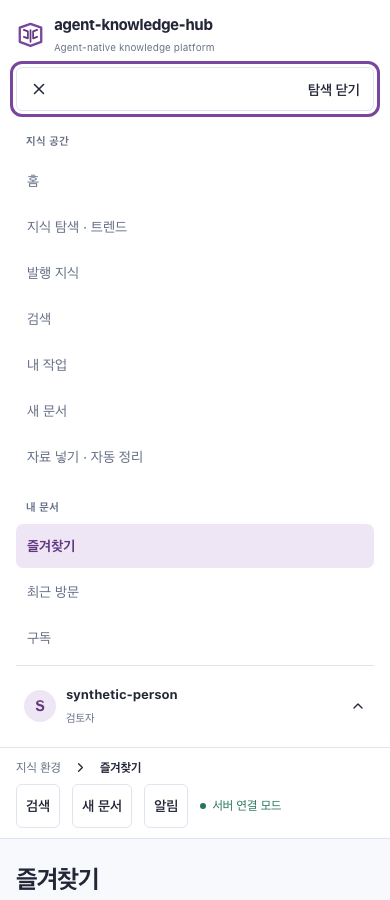 agent-knowledge-hub
Agent-native knowledge platform
탐색 닫기
지식 공간
홈
지식 탐색 · 트렌드
발행 지식
검색
내 작업
새 문서
자료 넣기 · 자동 정리
내 문서
즐겨찾기
최근 방문
구독
S
synthetic-person
검토자
지식 환경 > 즐겨찾기
검색 새 문서 알림 서버 연결 모드
즐겨찾기